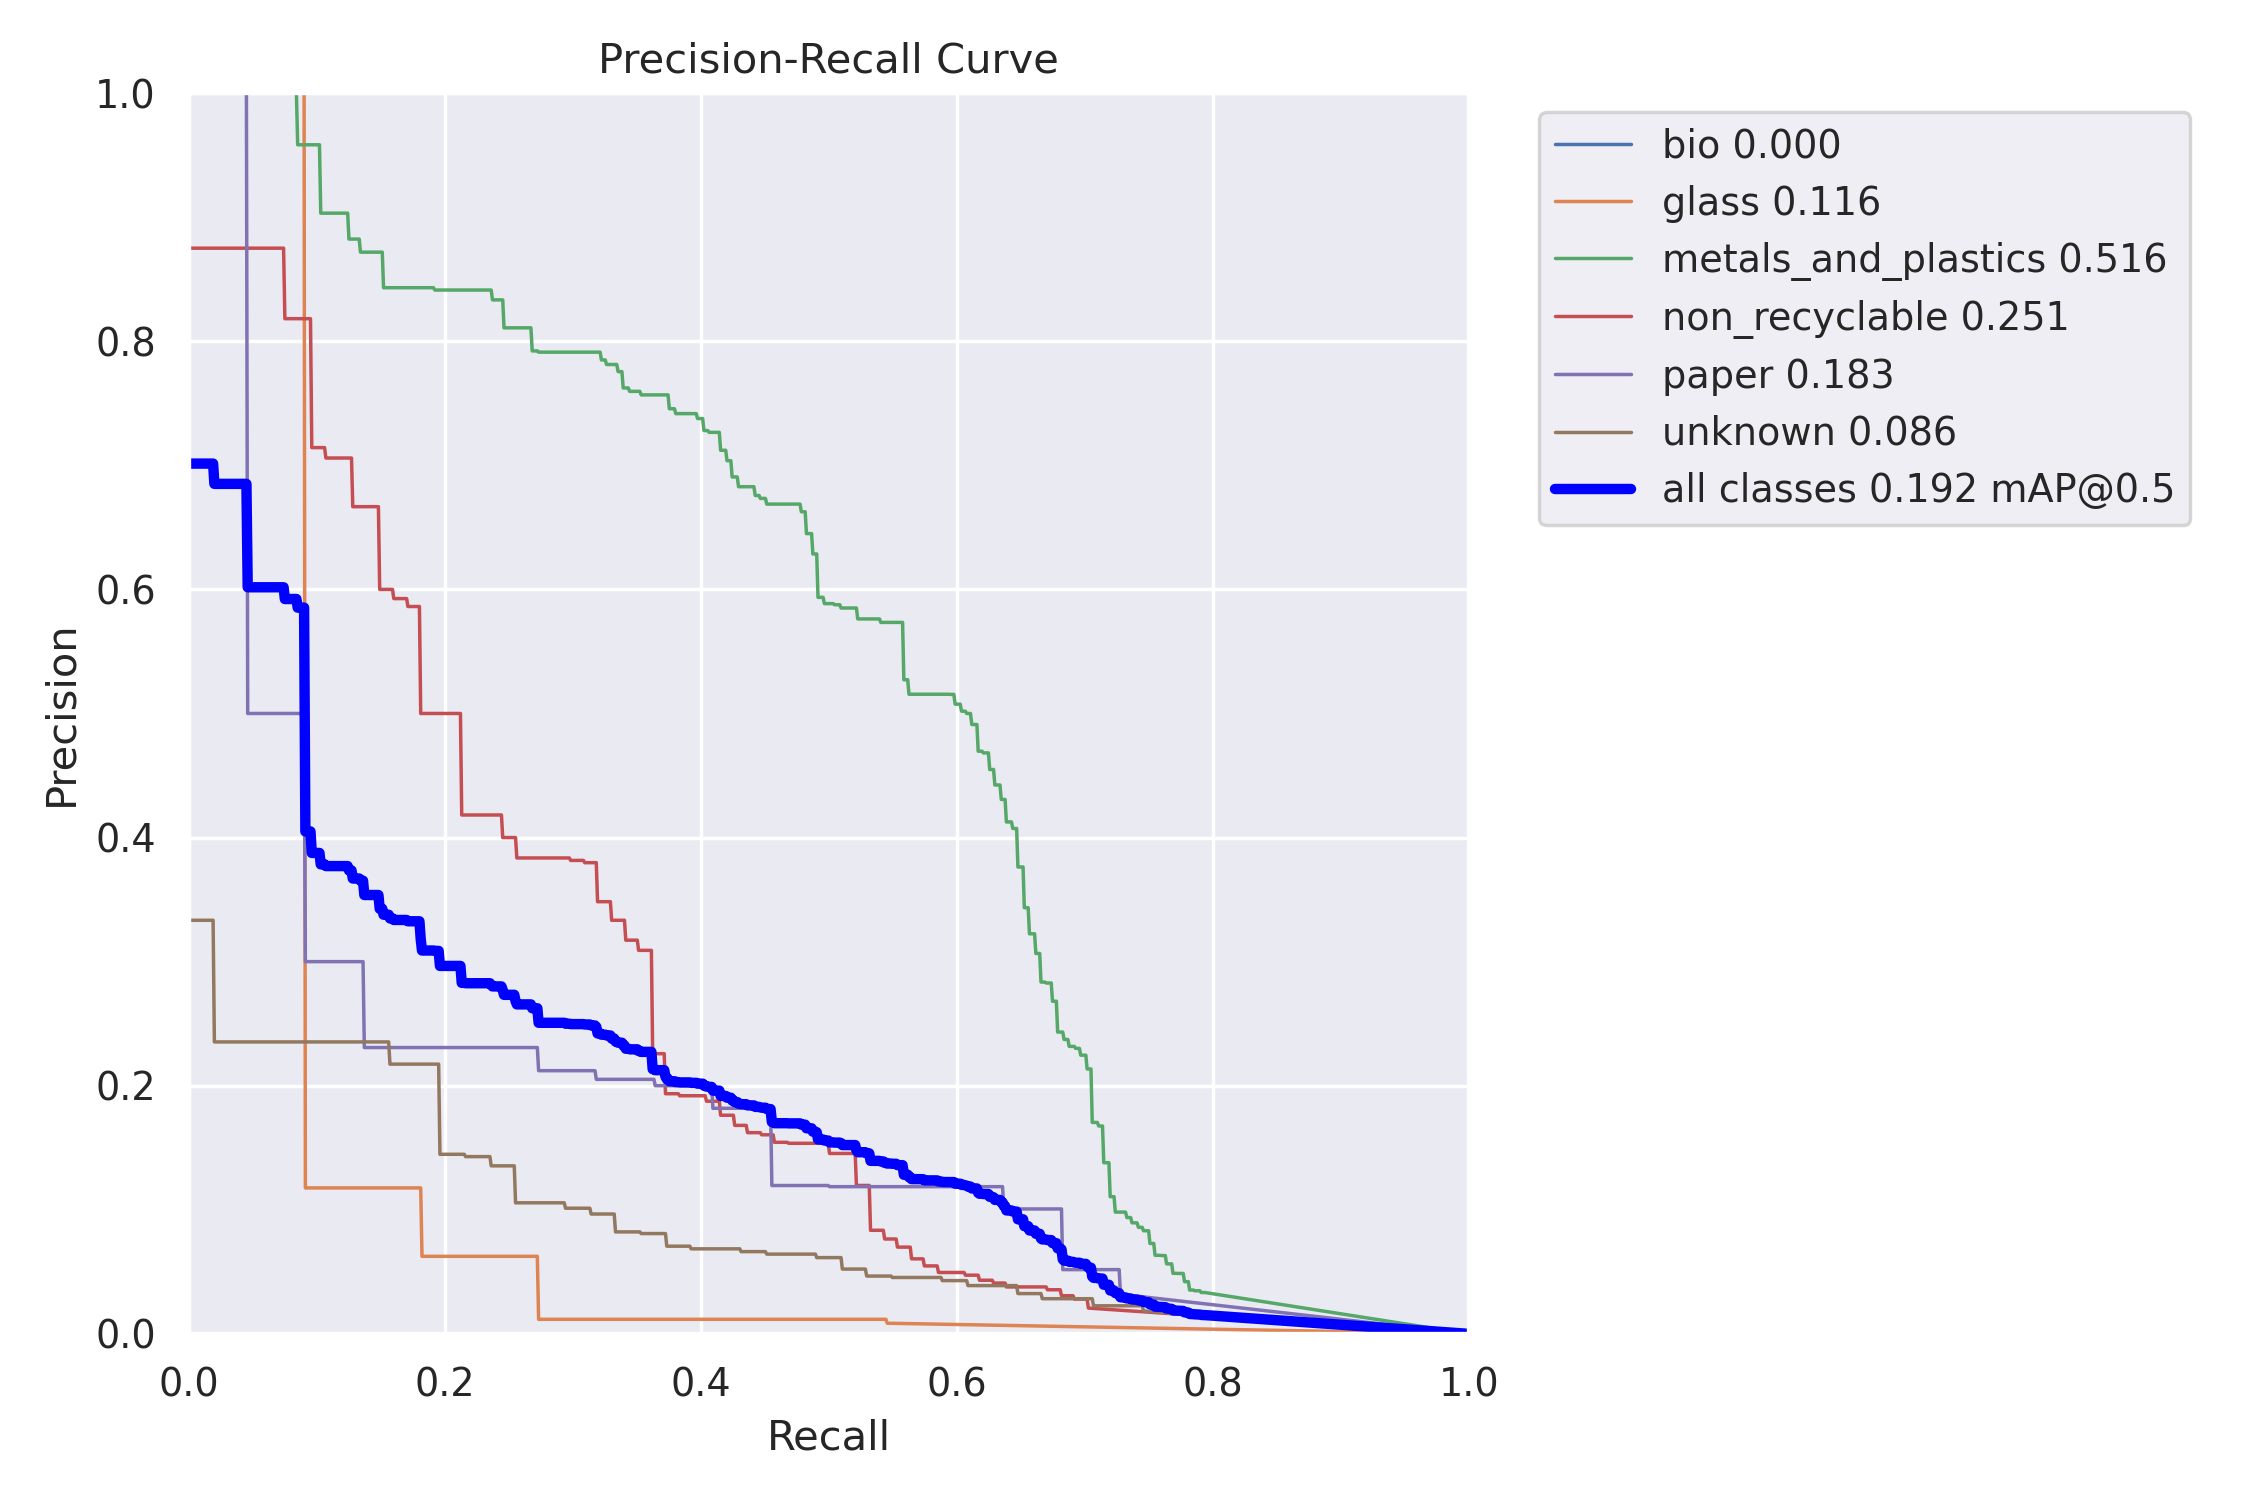 Precision-Recall Curve
1.0
0.8
0.6
0.4
0.2
0.0
Precision
0.0 0.2 0.4 0.6 0.8 1.0
Recall
bio 0.000
glass 0.116
metals_and_plastics 0.516
non_recyclable 0.251
paper 0.183
unknown 0.086
all classes 0.192 mAP@0.5